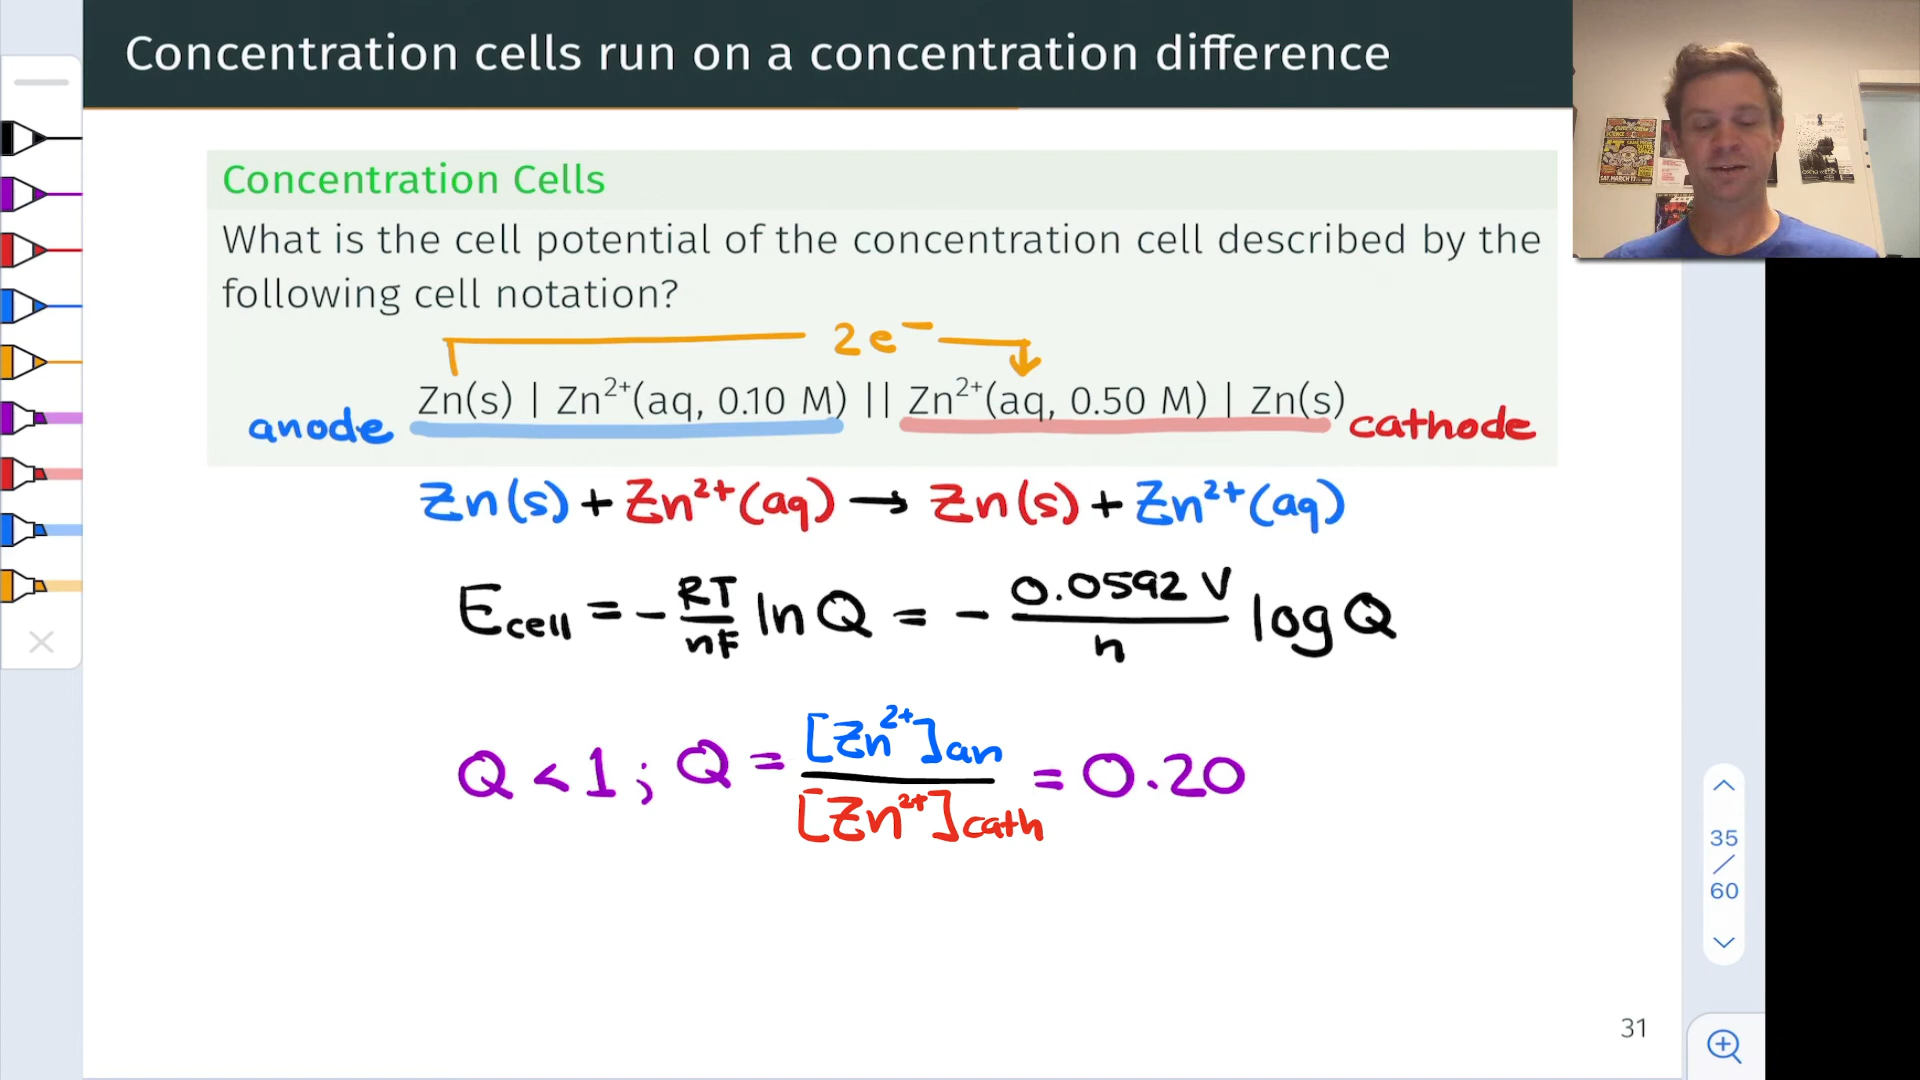 Concentration cells run on a concentration difference
Concentration Cells
What is the cell potential of the concentration cell described by the
following cell notation?
2e⁻
Zn(s) | Zn²⁺(aq, 0.10 M) || Zn²⁺(aq, 0.50 M) | Zn(s)
anode cathode
Zn(s) + Zn²⁺(aq) → Zn(s) + Zn²⁺(aq)
E_cell = - RT/nF ln Q = - 0.0592 V/n log Q
Q < 1 ; Q = [Zn²⁺]an/[Zn²⁺]cath = 0.20
35
/
60
31